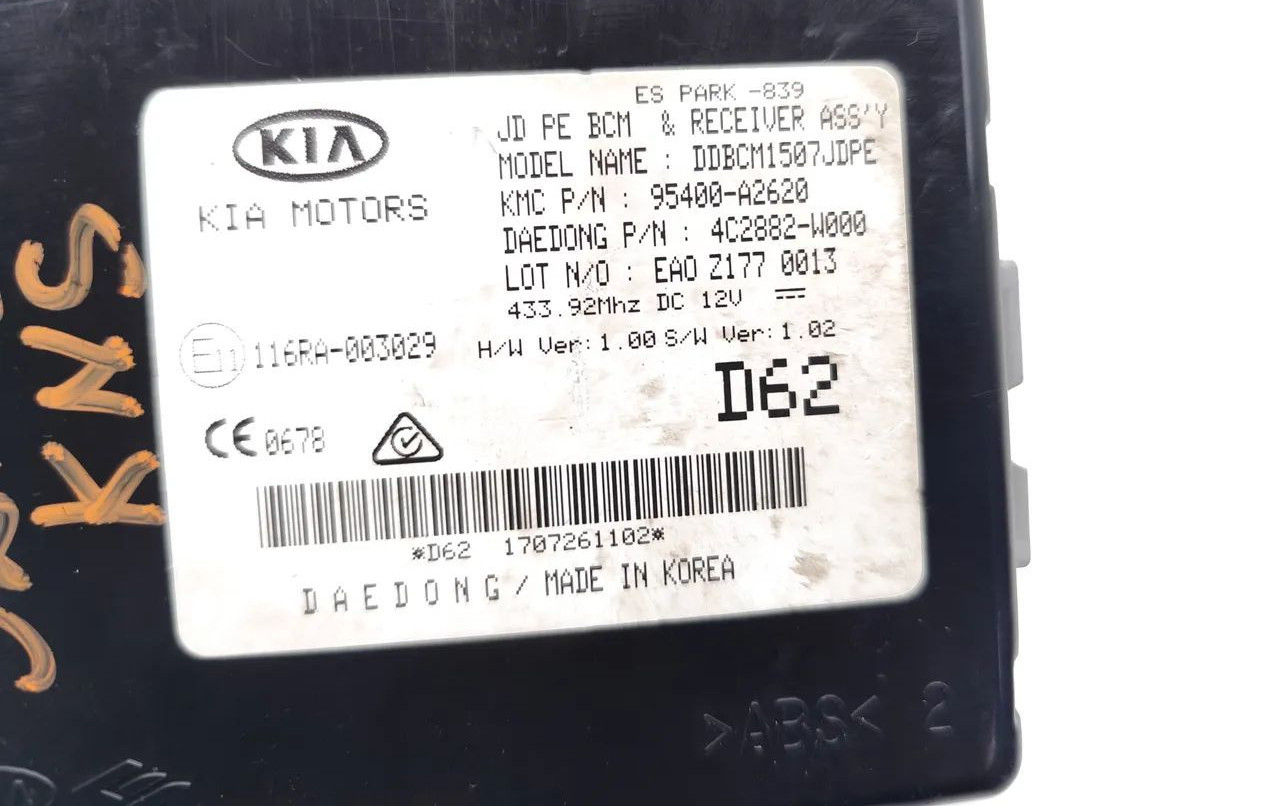 ES PARK -839
KIA
KIA MOTORS
JD PE BCM & RECEIVER ASS'Y
MODEL NAME : DDBCM1507JDPE
KMC P/N : 95400-A2620
DAEDONG P/N : 4C2882-W000
LOT N/O : EAO Z177 0013
433.92Mhz DC 12V
E11 116RA-003029
H/W Ver:1.00 S/W Ver:1.02
D62
CE 0678
*D62 1707261102*
DAEDONG / MADE IN KOREA
>ABS< 2
KNS